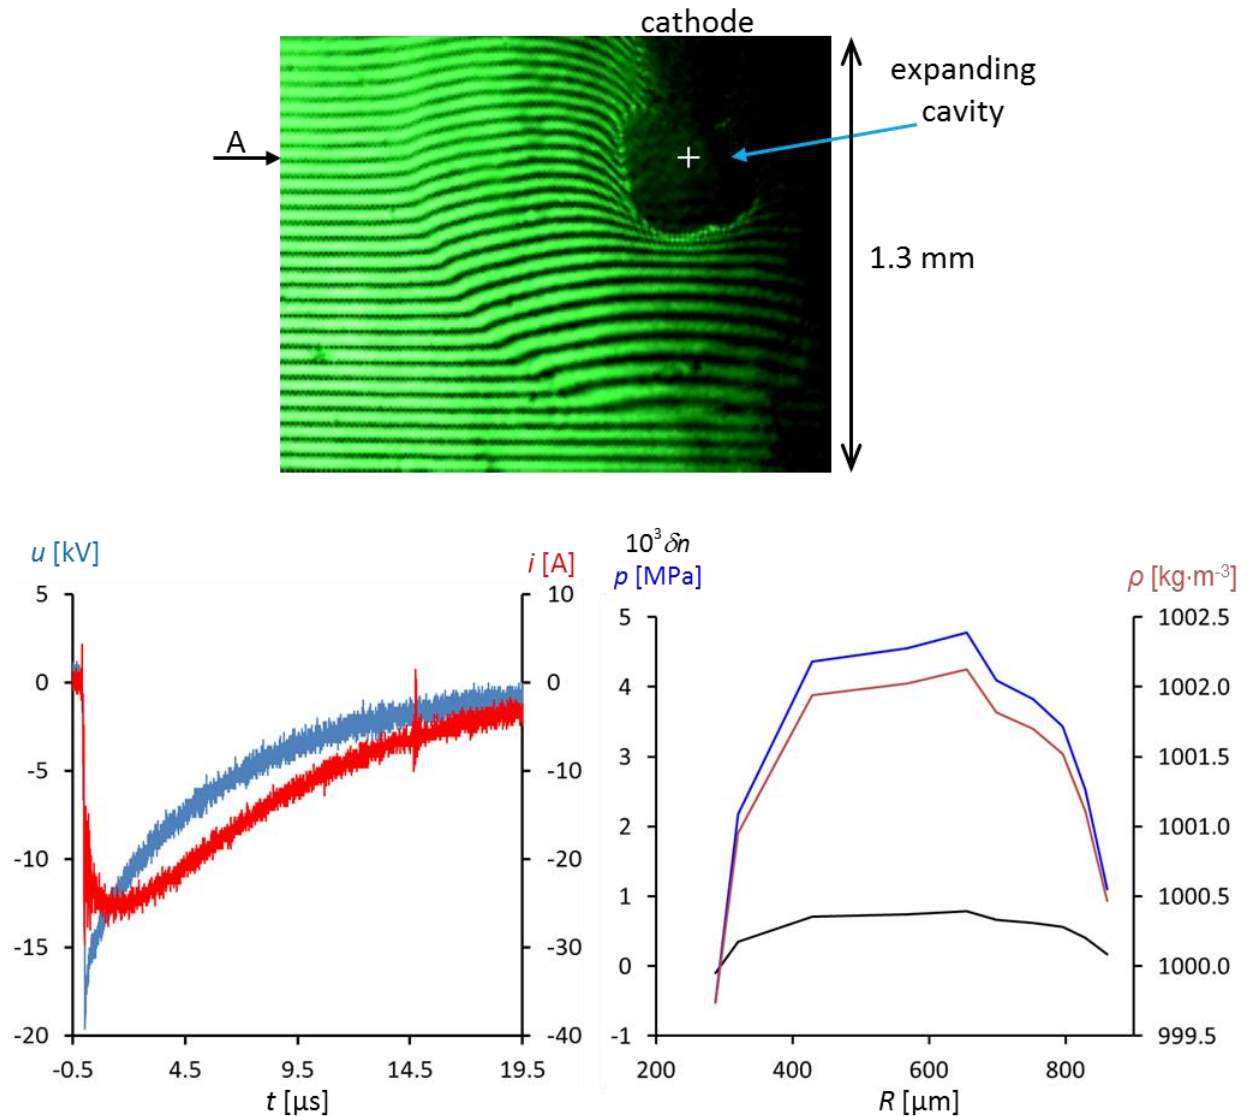 cathode
expanding
cavity
A
1.3 mm
u [kV]
i [A]
10³ δn
p [MPa]
ρ [kg·m⁻³]
5
10
5
1002.5
0
0
4
1002.0
-5
-10
3
1001.5
2
1001.0
-10
-20
1
1000.5
-15
-30
0
1000.0
-20
-40
-1
999.5
-0.5 4.5 9.5 14.5 19.5
200 400 600 800
t [µs]
R [µm]